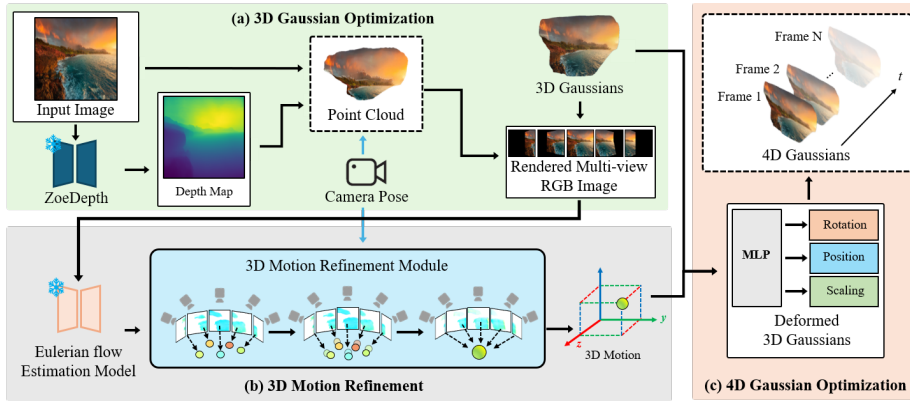 (a) 3D Gaussian Optimization
Input Image
ZoeDepth
Depth Map
Point Cloud
Camera Pose
3D Gaussians
Rendered Multi-view
RGB Image
Frame N
Frame 2
Frame 1
t
4D Gaussians
MLP
Rotation
Position
Scaling
Deformed
3D Gaussians
(c) 4D Gaussian Optimization
3D Motion Refinement Module
Eulerian flow
Estimation Model
y
z
3D Motion
(b) 3D Motion Refinement